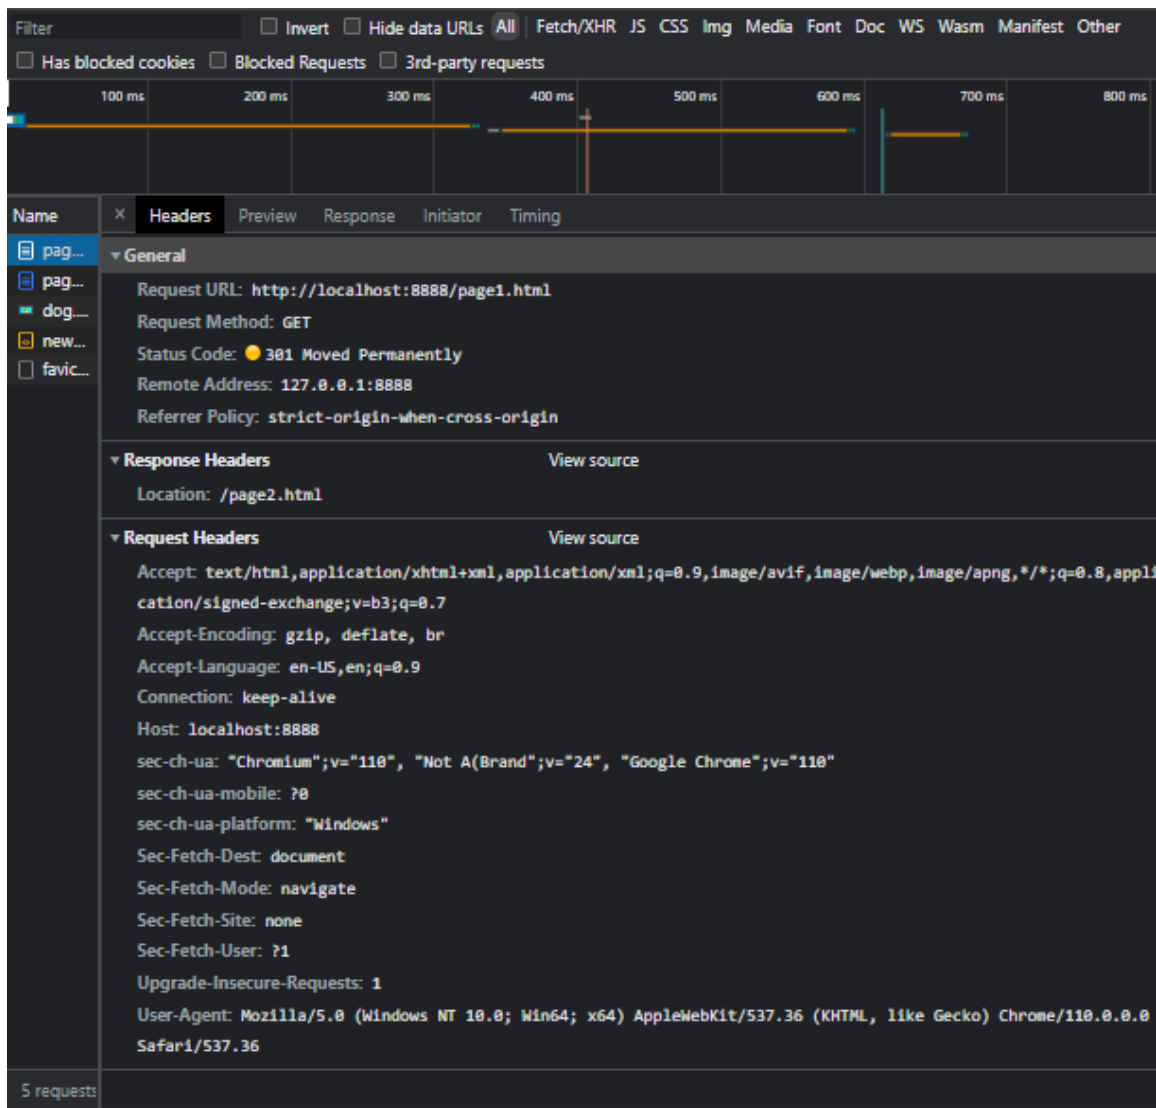 Filter Invert Hide data URLs All Fetch/XHR JS CSS Img Media Font Doc WS Wasm Manifest Other
Has blocked cookies Blocked Requests 3rd-party requests
100 ms 200 ms 300 ms 400 ms 500 ms 600 ms 700 ms 800 ms
Name × Headers Preview Response Initiator Timing
pag...
pag...
dog....
new...
favic...
General
Request URL: http://localhost:8888/page1.html
Request Method: GET
Status Code: 301 Moved Permanently
Remote Address: 127.0.0.1:8888
Referrer Policy: strict-origin-when-cross-origin
Response Headers View source
Location: /page2.html
Request Headers View source
Accept: text/html,application/xhtml+xml,application/xml;q=0.9,image/avif,image/webp,image/apng,*/*;q=0.8,appli
cation/signed-exchange;v=b3;q=0.7
Accept-Encoding: gzip, deflate, br
Accept-Language: en-US,en;q=0.9
Connection: keep-alive
Host: localhost:8888
sec-ch-ua: "Chromium";v="110", "Not A(Brand";v="24", "Google Chrome";v="110"
sec-ch-ua-mobile: ?0
sec-ch-ua-platform: "Windows"
Sec-Fetch-Dest: document
Sec-Fetch-Mode: navigate
Sec-Fetch-Site: none
Sec-Fetch-User: ?1
Upgrade-Insecure-Requests: 1
User-Agent: Mozilla/5.0 (Windows NT 10.0; Win64; x64) AppleWebKit/537.36 (KHTML, like Gecko) Chrome/110.0.0.0
Safari/537.36
5 requests